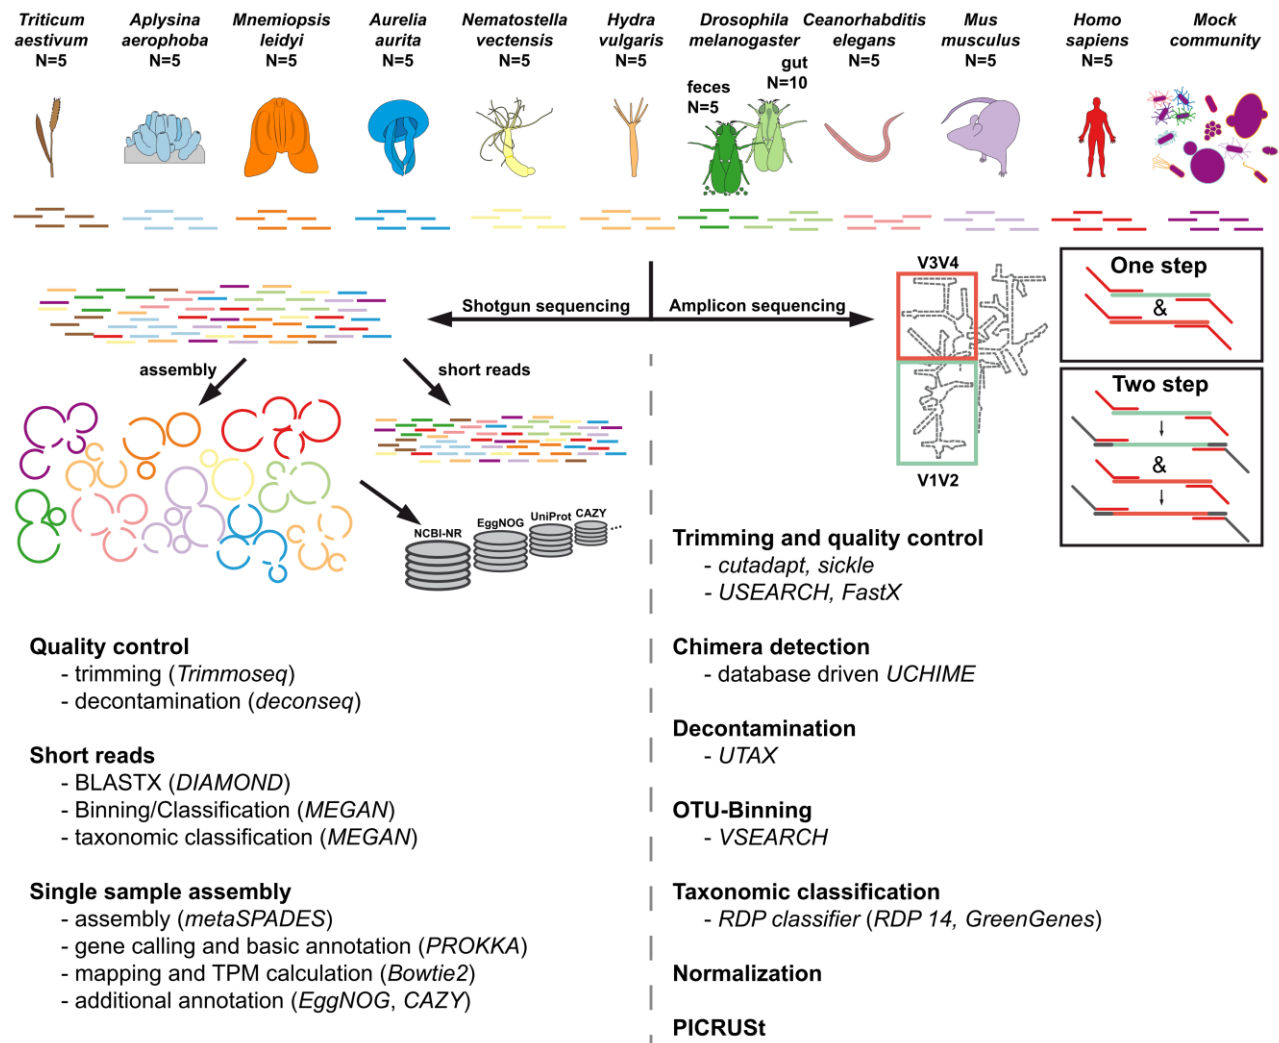 Triticum aestivum N=5
Aplysina aerophoba N=5
Mnemiopsis leidyi N=5
Aurelia aurita N=5
Nematostella vectensis N=5
Hydra vulgaris N=5
Drosophila melanogaster
feces N=5
gut N=10
Ceanorhabditis elegans N=5
Mus musculus N=5
Homo sapiens N=5
Mock community
Shotgun sequencing
Amplicon sequencing
assembly
short reads
NCBI-NR
EggNOG
UniProt
CAZY
...
V3V4
V1V2
One step
&
Two step
&
Quality control
- trimming (Trimmoseq)
- decontamination (deconseq)
Short reads
- BLASTX (DIAMOND)
- Binning/Classification (MEGAN)
- taxonomic classification (MEGAN)
Single sample assembly
- assembly (metaSPADES)
- gene calling and basic annotation (PROKKA)
- mapping and TPM calculation (Bowtie2)
- additional annotation (EggNOG, CAZY)
Trimming and quality control
- cutadapt, sickle
- USEARCH, FastX
Chimera detection
- database driven UCHIME
Decontamination
- UTAX
OTU-Binning
- VSEARCH
Taxonomic classification
- RDP classifier (RDP 14, GreenGenes)
Normalization
PICRUSt